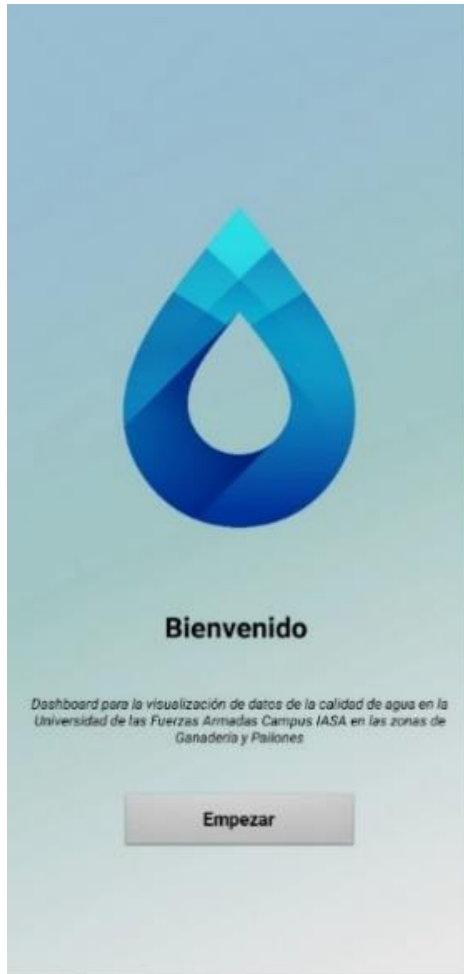 Bienvenido
Dashboard para la visualización de datos de la calidad de agua en la
Universidad de las Fuerzas Armadas Campus IASA en las zonas de
Ganaderia y Pailones
Empezar